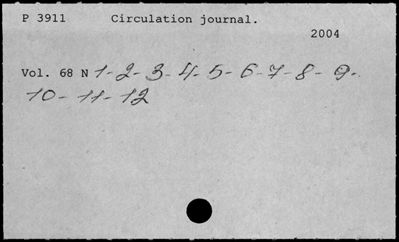 P 3911 Circulation journal.
2004
Vol. 68 N 1-2-3-4-5-6-7-8-9-
10-11-12